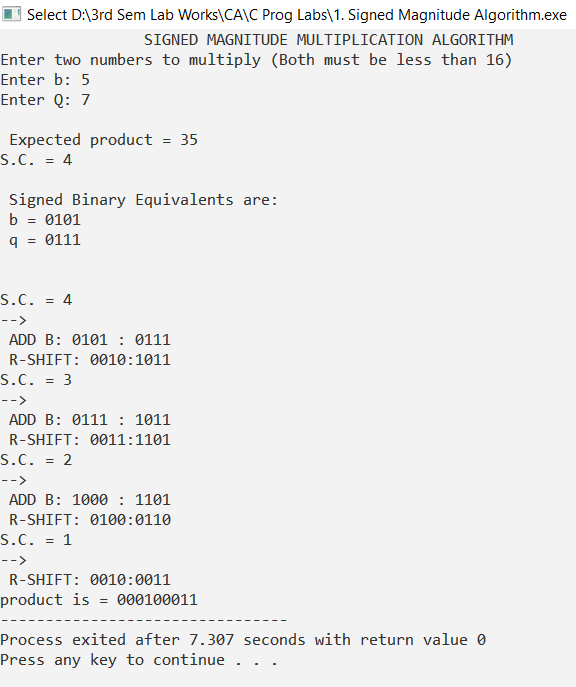 Select D:\3rd Sem Lab Works\CA\C Prog Labs\1. Signed Magnitude Algorithm.exe
SIGNED MAGNITUDE MULTIPLICATION ALGORITHM
Enter two numbers to multiply (Both must be less than 16)
Enter b: 5
Enter Q: 7
Expected product = 35
S.C. = 4
Signed Binary Equivalents are:
b = 0101
q = 0111
S.C. = 4
-->
ADD B: 0101 : 0111
R-SHIFT: 0010:1011
S.C. = 3
-->
ADD B: 0111 : 1011
R-SHIFT: 0011:1101
S.C. = 2
-->
ADD B: 1000 : 1101
R-SHIFT: 0100:0110
S.C. = 1
-->
R-SHIFT: 0010:0011
product is = 000100011
--------------------------------
Process exited after 7.307 seconds with return value 0
Press any key to continue . . .